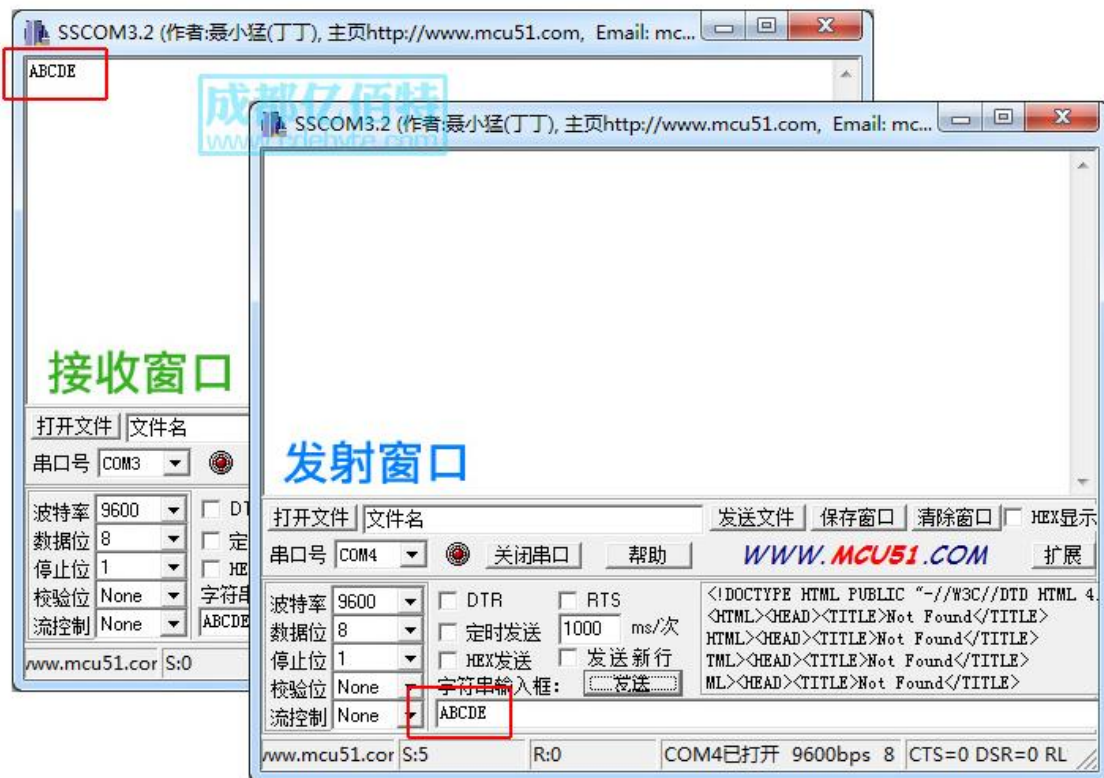 SSCOM3.2 (作者:聂小猛(丁丁), 主页http://www.mcu51.com, Email: mc...
ABCDE
成都亿佰特
www.cdebyte.com
接收窗口
打开文件 文件名
串口号 COM3
波特率 9600 DT
数据位 8 定
停止位 1 HE
校验位 None 字符串
流控制 None ABCDE
www.mcu51.cor S:0
SSCOM3.2 (作者:聂小猛(丁丁), 主页http://www.mcu51.com, Email: mc...
发射窗口
打开文件 文件名 发送文件 保存窗口 清除窗口 HEX显示
串口号 COM4 关闭串口 帮助 WWW.MCU51.COM 扩展
波特率 9600 DTR RTS
数据位 8 定时发送 1000 ms/次
停止位 1 HEX发送 发送新行
校验位 None 字符串输入框: 发送
流控制 None ABCDE
<!DOCTYPE HTML PUBLIC "-//W3C//DTD HTML 4.
<HTML><HEAD><TITLE>Not Found</TITLE>
HTML><HEAD><TITLE>Not Found</TITLE>
TML><HEAD><TITLE>Not Found</TITLE>
ML><HEAD><TITLE>Not Found</TITLE>
www.mcu51.cor S:5 R:0 COM4已打开 9600bps 8 CTS=0 DSR=0 RL